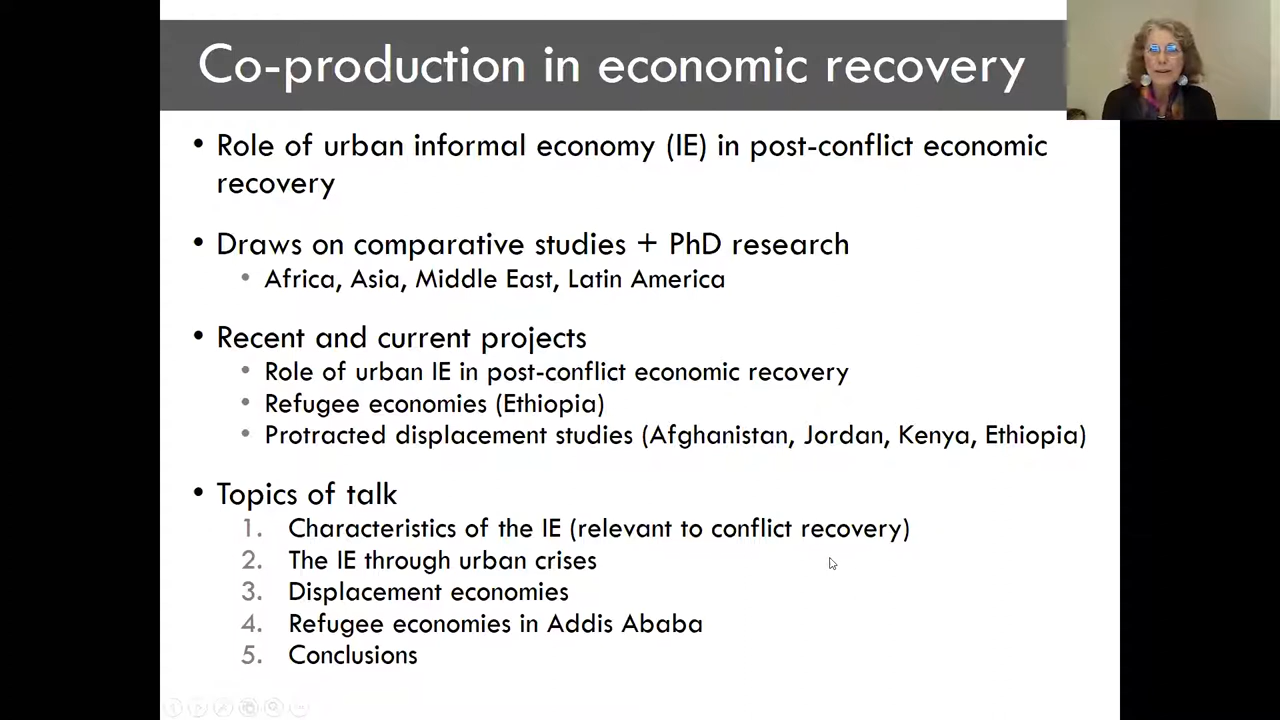 Co-production in economic recovery
• Role of urban informal economy (IE) in post-conflict economic
recovery
• Draws on comparative studies + PhD research
• Africa, Asia, Middle East, Latin America
• Recent and current projects
• Role of urban IE in post-conflict economic recovery
• Refugee economies (Ethiopia)
• Protracted displacement studies (Afghanistan, Jordan, Kenya, Ethiopia)
• Topics of talk
1. Characteristics of the IE (relevant to conflict recovery)
2. The IE through urban crises
3. Displacement economies
4. Refugee economies in Addis Ababa
5. Conclusions